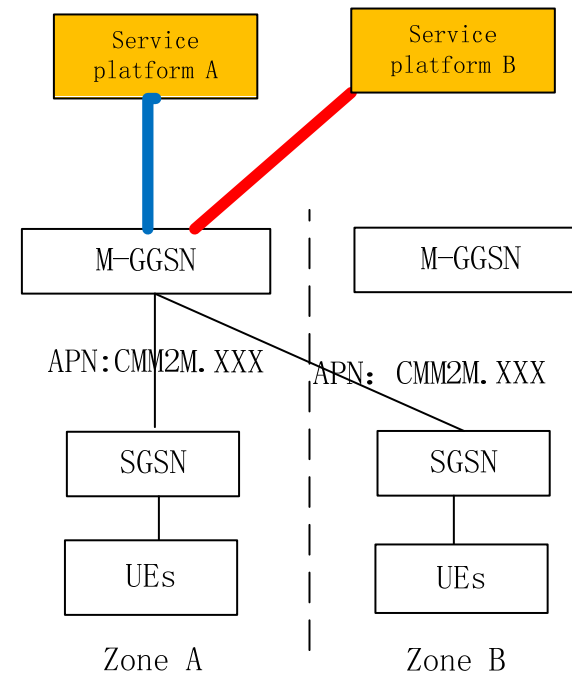 Service
platform A
Service
platform B
M-GGSN
M-GGSN
APN:CMM2M.XXX
APN: CMM2M.XXX
SGSN
SGSN
UEs
UEs
Zone A
Zone B